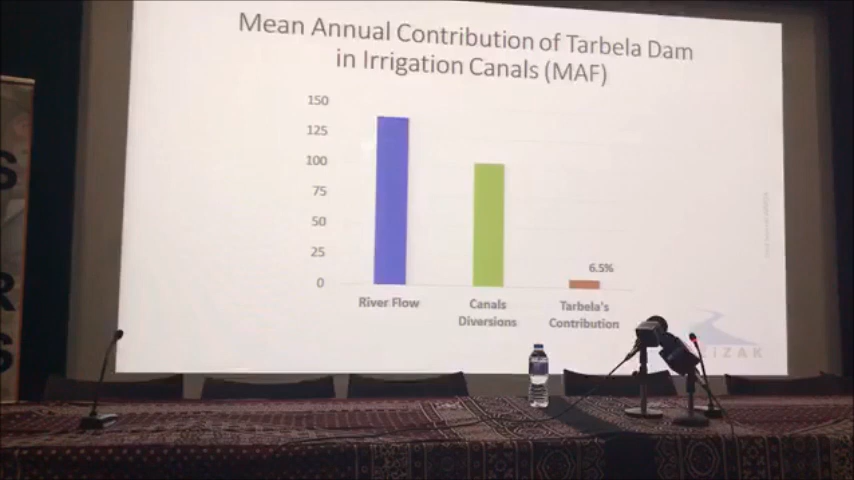 Mean Annual Contribution of Tarbela Dam
in Irrigation Canals (MAF)
150
125
100
75
50
25
0
6.5%
River Flow
Canals
Diversions
Tarbela's
Contribution
S
R
S